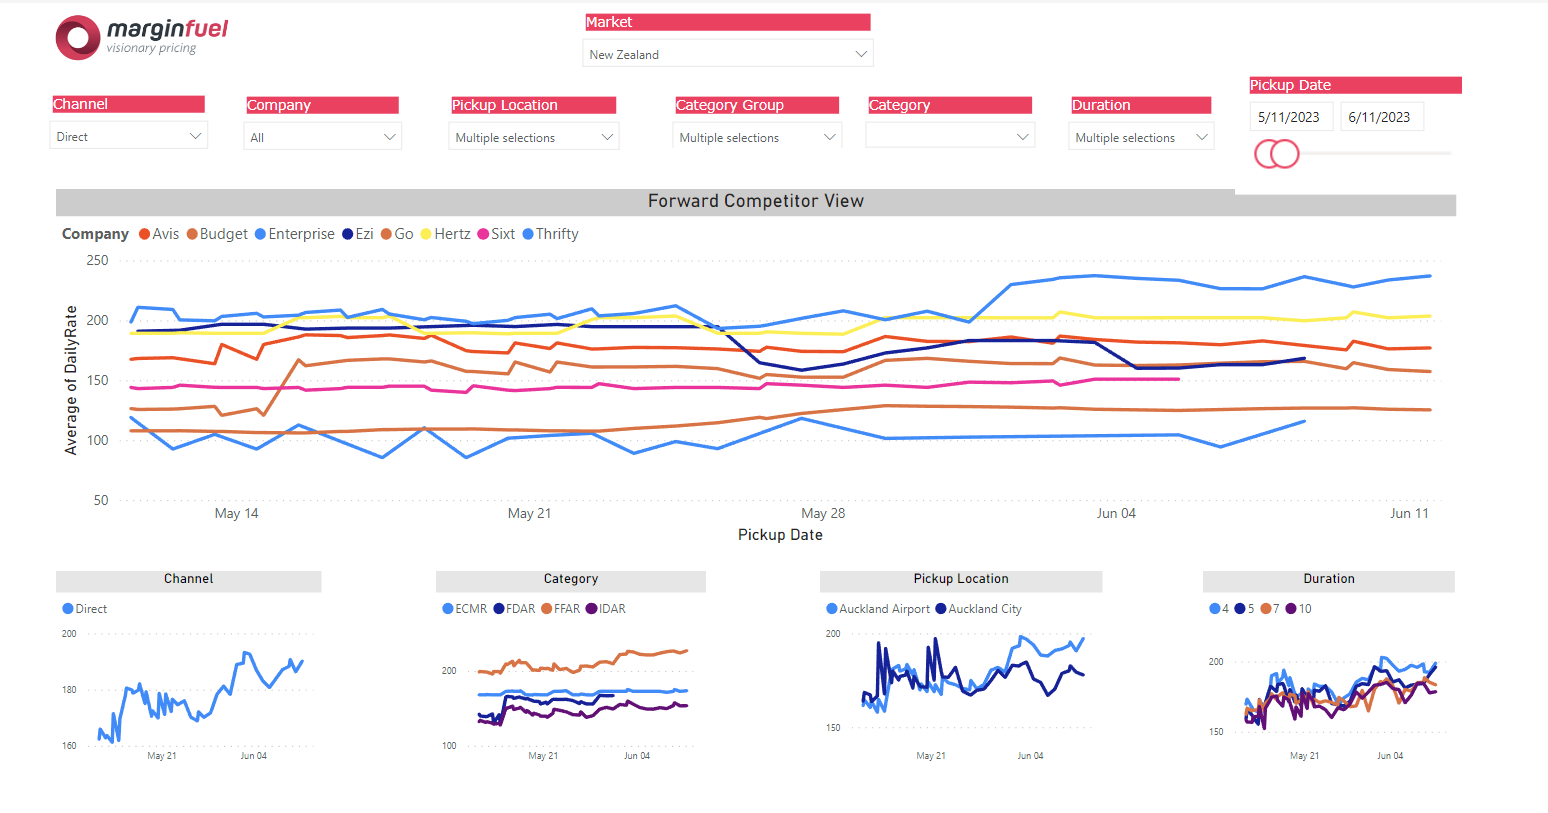 marginfuel
visionary pricing
Market
New Zealand
Channel
Direct
Company
All
Pickup Location
Multiple selections
Category Group
Multiple selections
Category
Duration
Multiple selections
Pickup Date
5/11/2023 6/11/2023
Forward Competitor View
Company Avis Budget Enterprise Ezi Go Hertz Sixt Thrifty
Average of DailyRate
250
200
150
100
50
May 14 May 21 May 28 Jun 04 Jun 11
Pickup Date
Channel
Direct
200
180
160
May 21 Jun 04
Category
ECMR FDAR FFAR IDAR
200
100
May 21 Jun 04
Pickup Location
Auckland Airport Auckland City
200
150
May 21 Jun 04
Duration
4 5 7 10
200
150
May 21 Jun 04